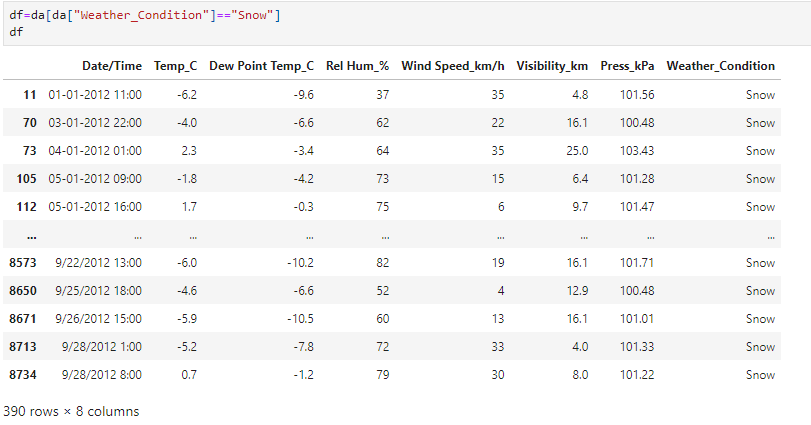 df=da[da["Weather_Condition"]=="Snow"]
df
Date/Time Temp_C Dew Point Temp_C Rel Hum_% Wind Speed_km/h Visibility_km Press_kPa Weather_Condition
11 01-01-2012 11:00 -6.2 -9.6 37 35 4.8 101.56 Snow
70 03-01-2012 22:00 -4.0 -6.6 62 22 16.1 100.48 Snow
73 04-01-2012 01:00 2.3 -3.4 64 35 25.0 103.43 Snow
105 05-01-2012 09:00 -1.8 -4.2 73 15 6.4 101.28 Snow
112 05-01-2012 16:00 1.7 -0.3 75 6 9.7 101.47 Snow
... ... ... ... ... ... ... ... ...
8573 9/22/2012 13:00 -6.0 -10.2 82 19 16.1 101.71 Snow
8650 9/25/2012 18:00 -4.6 -6.6 52 4 12.9 100.48 Snow
8671 9/26/2012 15:00 -5.9 -10.5 60 13 16.1 101.01 Snow
8713 9/28/2012 1:00 -5.2 -7.8 72 33 4.0 101.33 Snow
8734 9/28/2012 8:00 0.7 -1.2 79 30 8.0 101.22 Snow
390 rows × 8 columns